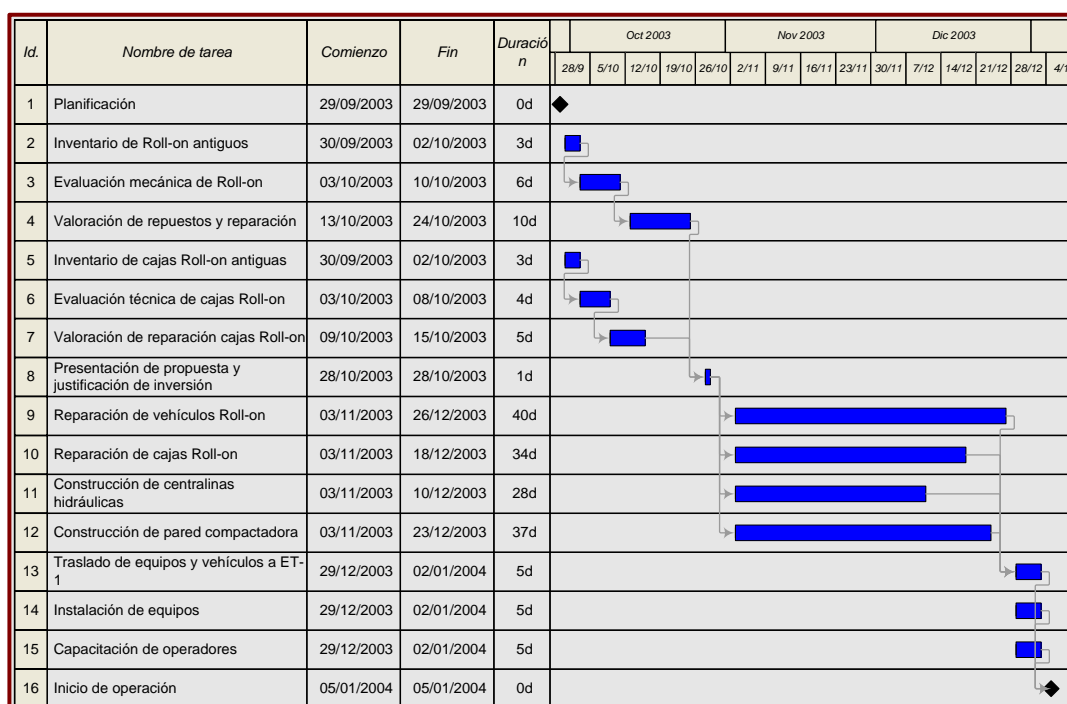 Id. Nombre de tarea Comienzo Fin Duració
n
Oct 2003 Nov 2003 Dic 2003
28/9 5/10 12/10 19/10 26/10 2/11 9/11 16/11 23/11 30/11 7/12 14/12 21/12 28/12 4/1
1 Planificación 29/09/2003 29/09/2003 0d
2 Inventario de Roll-on antiguos 30/09/2003 02/10/2003 3d
3 Evaluación mecánica de Roll-on 03/10/2003 10/10/2003 6d
4 Valoración de repuestos y reparación 13/10/2003 24/10/2003 10d
5 Inventario de cajas Roll-on antiguas 30/09/2003 02/10/2003 3d
6 Evaluación técnica de cajas Roll-on 03/10/2003 08/10/2003 4d
7 Valoración de reparación cajas Roll-on 09/10/2003 15/10/2003 5d
8 Presentación de propuesta y
justificación de inversión 28/10/2003 28/10/2003 1d
9 Reparación de vehículos Roll-on 03/11/2003 26/12/2003 40d
10 Reparación de cajas Roll-on 03/11/2003 18/12/2003 34d
11 Construcción de centralinas
hidráulicas 03/11/2003 10/12/2003 28d
12 Construcción de pared compactadora 03/11/2003 23/12/2003 37d
13 Traslado de equipos y vehículos a ET-
1 29/12/2003 02/01/2004 5d
14 Instalación de equipos 29/12/2003 02/01/2004 5d
15 Capacitación de operadores 29/12/2003 02/01/2004 5d
16 Inicio de operación 05/01/2004 05/01/2004 0d